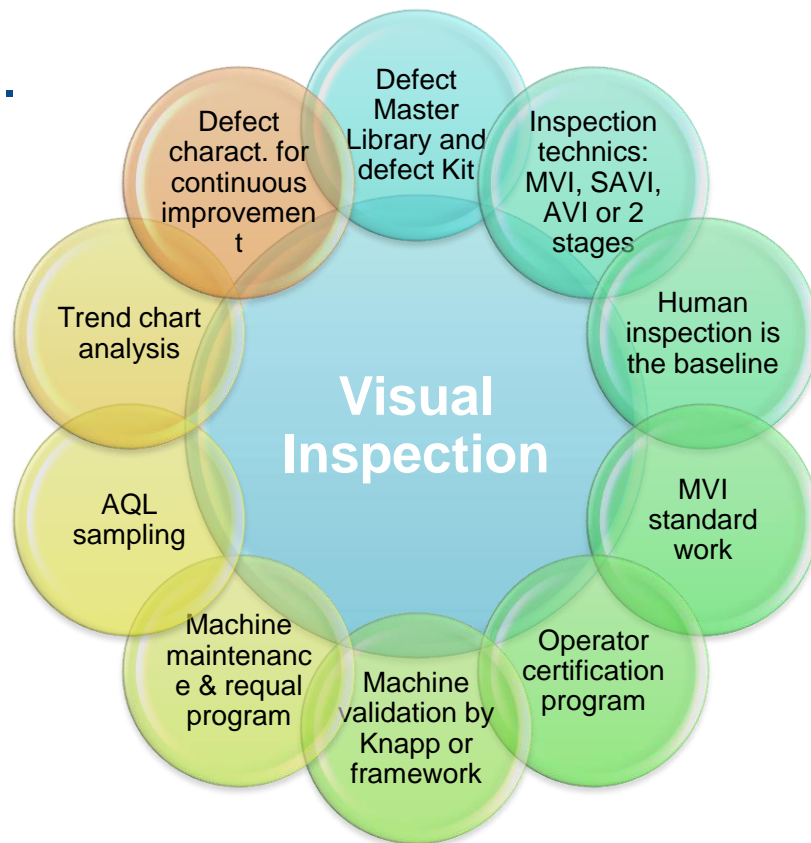 Defect
Master
Library and
defect Kit
Inspection
technics:
MVI, SAVI,
AVI or 2
stages
Human
inspection is
the baseline
MVI
standard
work
Operator
certification
program
Machine
validation by
Knapp or
framework
Machine
maintenanc
e & requal
program
AQL
sampling
Trend chart
analysis
Defect
charact. for
continuous
improvemen
t
Visual
Inspection